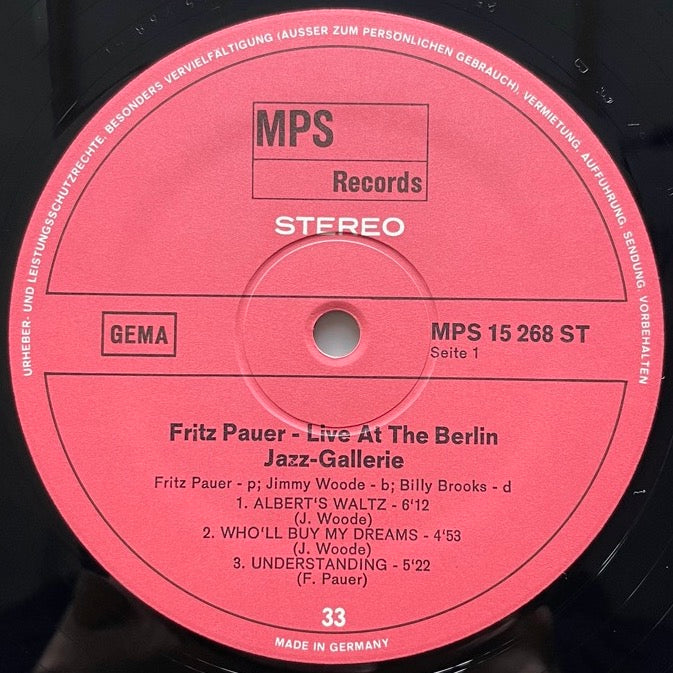 URHEBER- UND LEISTUNGSSCHUTZRECHTE, BESONDERS VERVIELFÄLTIGUNG (AUSSER ZUM PERSÖNLICHEN GEBRAUCH), VERMIETUNG, AUFFÜHRUNG, SENDUNG, VORBEHALTEN
MPS
Records
STEREO
GEMA
MPS 15 268 ST
Seite 1
Fritz Pauer - Live At The Berlin
Jazz-Gallerie
Fritz Pauer - p; Jimmy Woode - b; Billy Brooks - d
1. ALBERT'S WALTZ - 6'12
(J. Woode)
2. WHO'LL BUY MY DREAMS - 4'53
(J. Woode)
3. UNDERSTANDING - 5'22
(F. Pauer)
33
MADE IN GERMANY